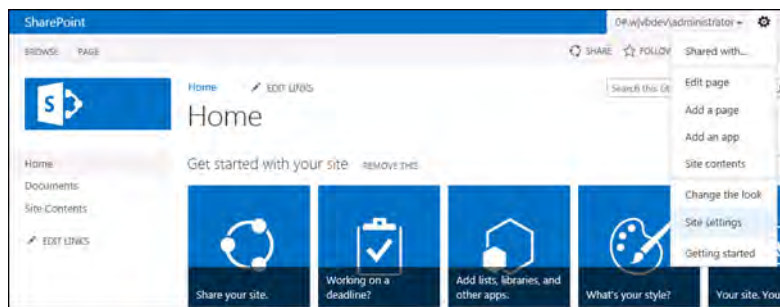 SharePoint
0#.w|vbdev\administrator
BROWSE PAGE
SHARE FOLLOW
Shared with...
Edit page
Add a page
Add an app
Site contents
Change the look
Site settings
Getting started
S
Home EDIT LINKS
Search this
Home
Home
Documents
Site Contents
EDIT LINKS
Get started with your site REMOVE THIS
Share your site.
Working on a
deadline?
Add lists, libraries, and
other apps.
What's your style?
Your site. You